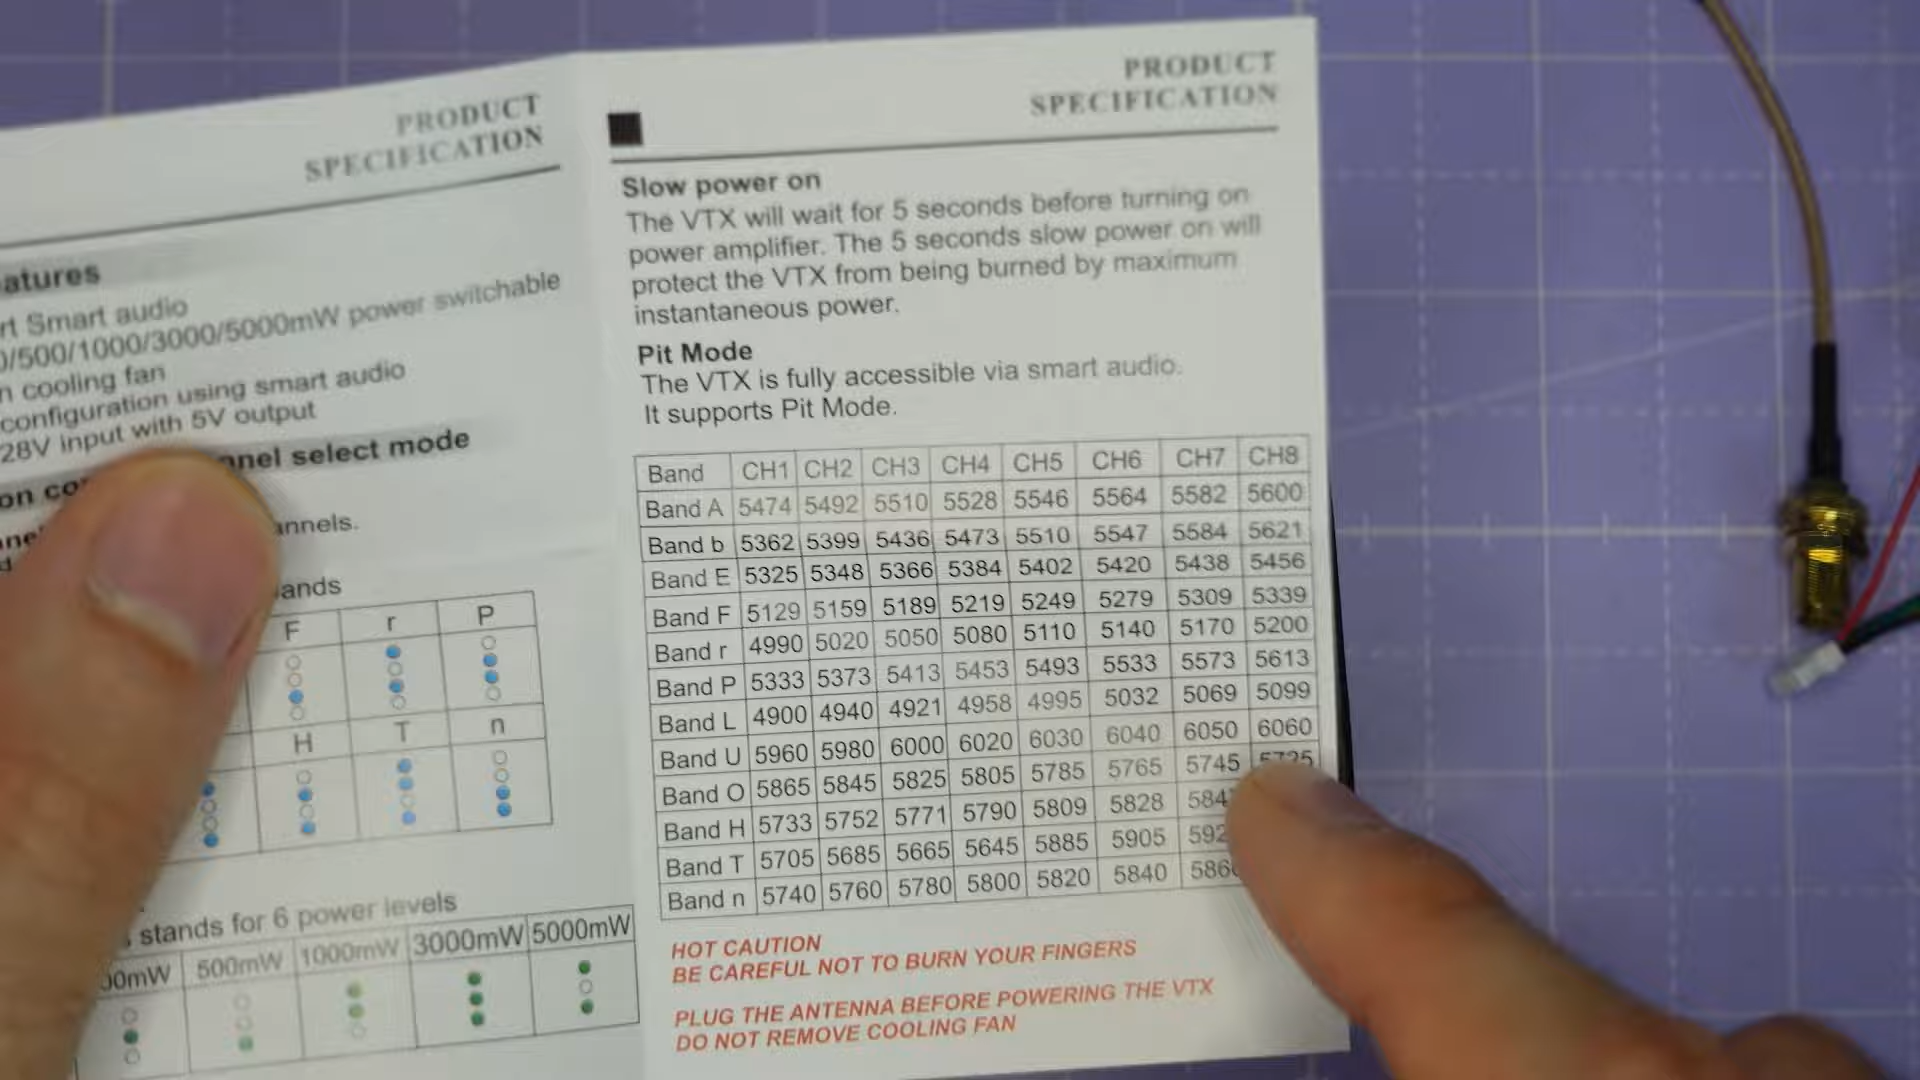 PRODUCT
SPECIFICATION
atures
rt Smart audio
0/500/1000/3000/5000mW power switchable
n cooling fan
configuration using smart audio
28V input with 5V output
on co
nnel select mode
annels.
ands
F r P
H T n
stands for 6 power levels
00mW 500mW 1000mW 3000mW 5000mW
PRODUCT
SPECIFICATION
Slow power on
The VTX will wait for 5 seconds before turning on
power amplifier. The 5 seconds slow power on will
protect the VTX from being burned by maximum
instantaneous power.
Pit Mode
The VTX is fully accessible via smart audio.
It supports Pit Mode.
Band CH1 CH2 CH3 CH4 CH5 CH6 CH7 CH8
Band A 5474 5492 5510 5528 5546 5564 5582 5600
Band b 5362 5399 5436 5473 5510 5547 5584 5621
Band E 5325 5348 5366 5384 5402 5420 5438 5456
Band F 5129 5159 5189 5219 5249 5279 5309 5339
Band r 4990 5020 5050 5080 5110 5140 5170 5200
Band P 5333 5373 5413 5453 5493 5533 5573 5613
Band L 4900 4940 4921 4958 4995 5032 5069 5099
Band U 5960 5980 6000 6020 6030 6040 6050 6060
Band O 5865 5845 5825 5805 5785 5765 5745 5725
Band H 5733 5752 5771 5790 5809 5828 584
Band T 5705 5685 5665 5645 5885 5905 592
Band n 5740 5760 5780 5800 5820 5840 586
HOT CAUTION
BE CAREFUL NOT TO BURN YOUR FINGERS
PLUG THE ANTENNA BEFORE POWERING THE VTX
DO NOT REMOVE COOLING FAN